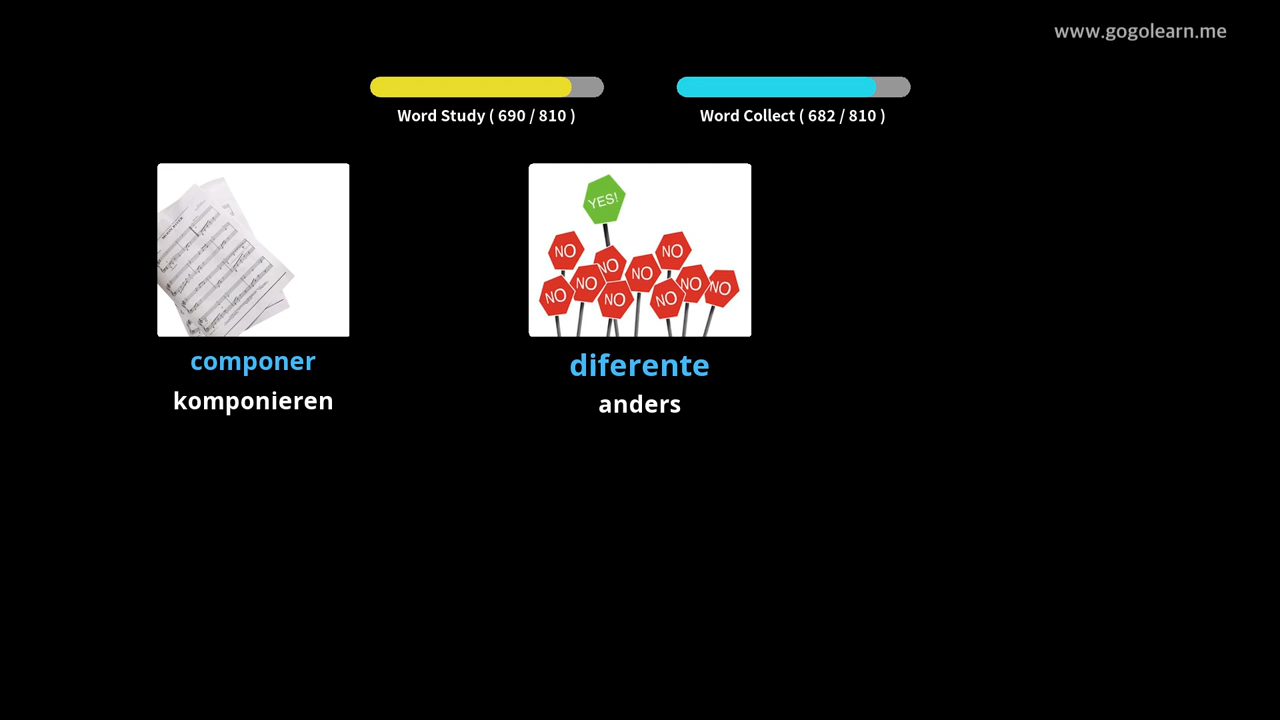 www.gogolearn.me
Word Study ( 690 / 810 )
Word Collect ( 682 / 810 )
YES!
NO
NO
NO
NO
NO
NO
NO
NO
NO
NO
componer
komponieren
diferente
anders